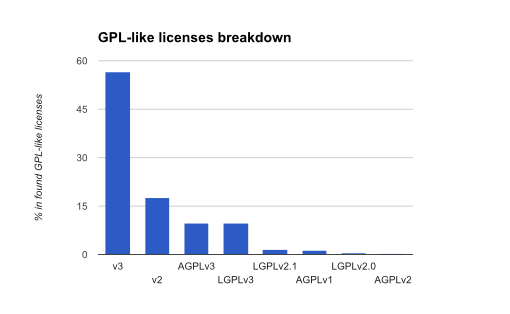 GPL-like licenses breakdown
60
45
30
15
0
% in found GPL-like licenses
v3
v2
AGPLv3
LGPLv3
LGPLv2.1
AGPLv1
LGPLv2.0
AGPLv2